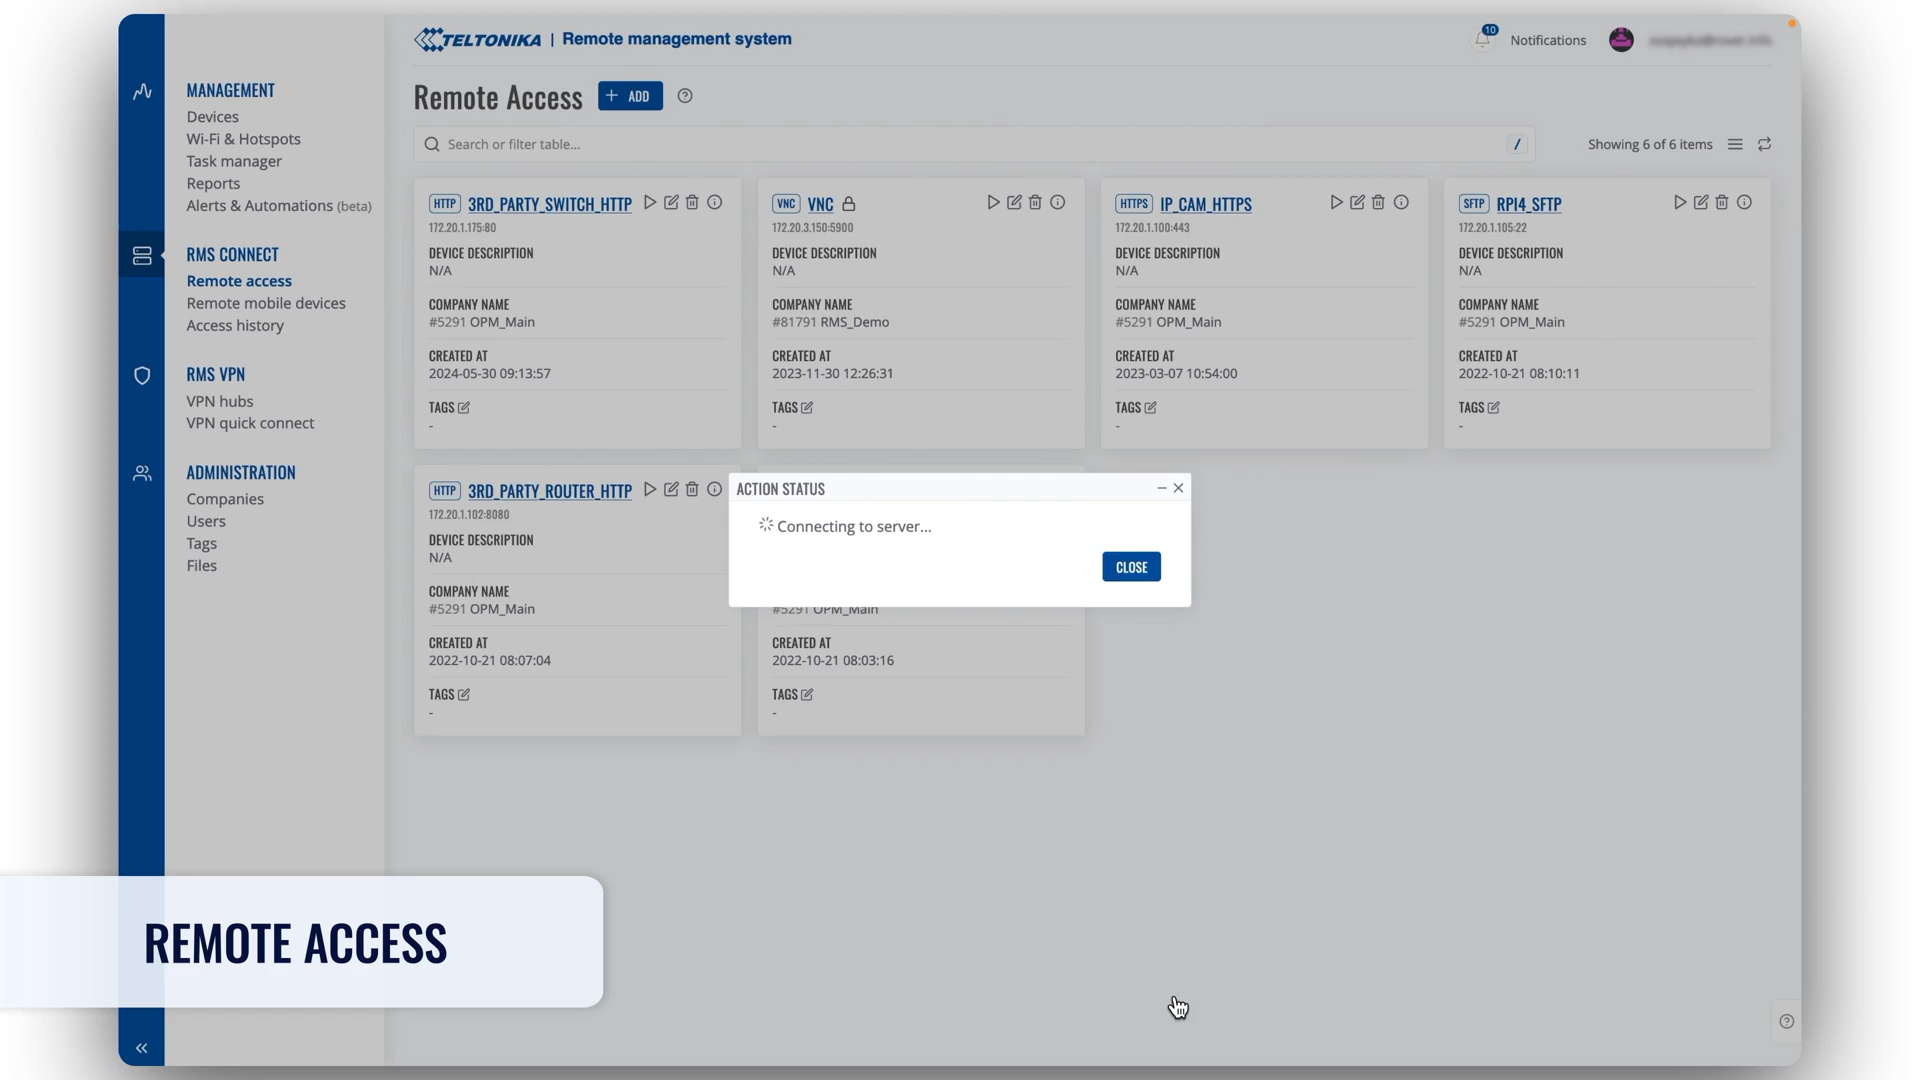 TELTONIKA | Remote management system
10
Notifications
MANAGEMENT
Devices
Wi-Fi & Hotspots
Task manager
Reports
Alerts & Automations (beta)
RMS CONNECT
Remote access
Remote mobile devices
Access history
RMS VPN
VPN hubs
VPN quick connect
ADMINISTRATION
Companies
Users
Tags
Files
Remote Access
+ ADD
Search or filter table...
/
Showing 6 of 6 items
HTTP 3RD_PARTY_SWITCH_HTTP
172.20.1.175:80
DEVICE DESCRIPTION
N/A
COMPANY NAME
#5291 OPM_Main
CREATED AT
2024-05-30 09:13:57
TAGS
-
VNC VNC
172.20.3.150:5900
DEVICE DESCRIPTION
N/A
COMPANY NAME
#81791 RMS_Demo
CREATED AT
2023-11-30 12:26:31
TAGS
-
HTTPS IP_CAM_HTTPS
172.20.1.100:443
DEVICE DESCRIPTION
N/A
COMPANY NAME
#5291 OPM_Main
CREATED AT
2023-03-07 10:54:00
TAGS
-
SFTP RPI4_SFTP
172.20.1.105:22
DEVICE DESCRIPTION
N/A
COMPANY NAME
#5291 OPM_Main
CREATED AT
2022-10-21 08:10:11
TAGS
-
HTTP 3RD_PARTY_ROUTER_HTTP
172.20.1.102:8080
DEVICE DESCRIPTION
N/A
COMPANY NAME
#5291 OPM_Main
CREATED AT
2022-10-21 08:07:04
TAGS
-
ACTION STATUS
Connecting to server...
CLOSE
#5291 OPM_Main
CREATED AT
2022-10-21 08:03:16
TAGS
-
REMOTE ACCESS